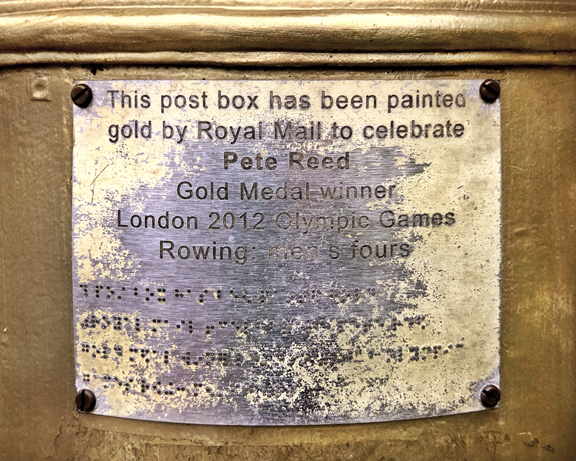 This post box has been painted
gold by Royal Mail to celebrate
Pete Reed
Gold Medal winner
London 2012 Olympic Games
Rowing: men's fours